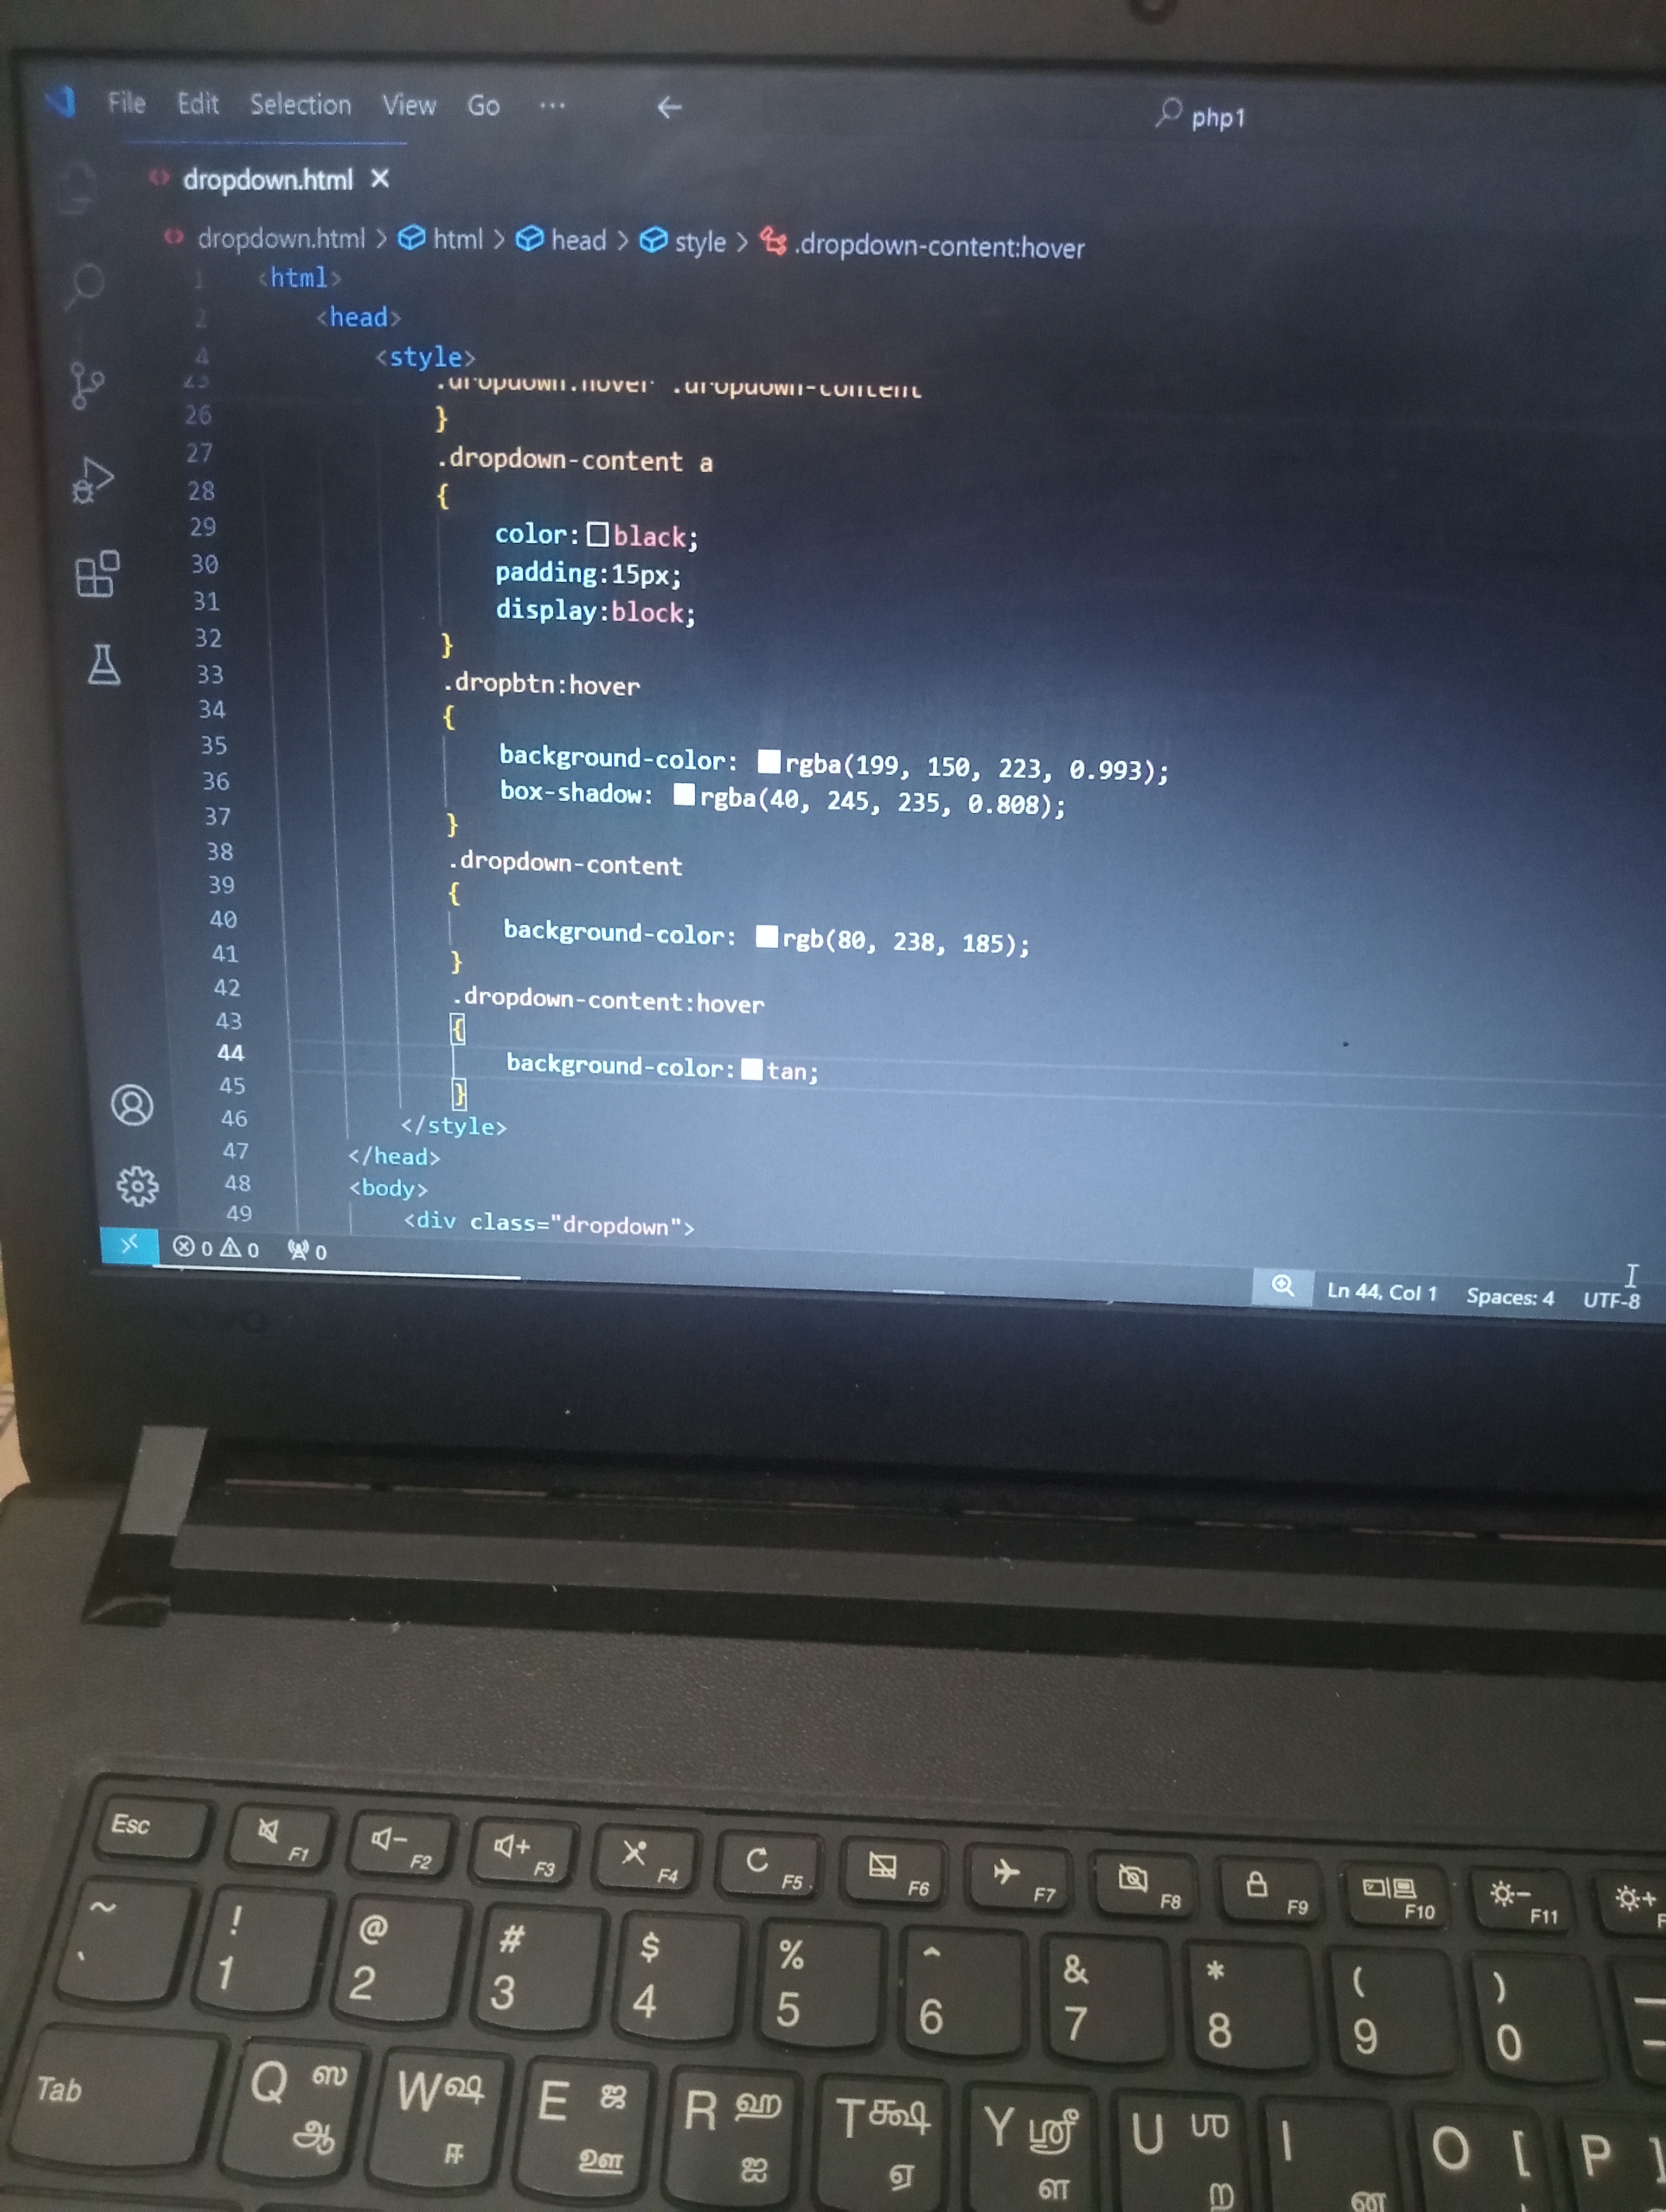 File Edit Selection View Go ... ← php1
dropdown.html ×
dropdown.html > html > head > style > .dropdown-content:hover
1 <html>
2 <head>
4 <style>
26 }
27 .dropdown-content a
28 {
29 color: black;
30 padding:15px;
31 display:block;
32 }
33 .dropbtn:hover
34 {
35 background-color: rgba(199, 150, 223, 0.993);
36 box-shadow: rgba(40, 245, 235, 0.808);
37 }
38 .dropdown-content
39 {
40 background-color: rgb(80, 238, 185);
41 }
42 .dropdown-content:hover
43 {
44 background-color: tan;
45 }
46 </style>
47 </head>
48 <body>
49 <div class="dropdown">
0 0 0 Ln 44, Col 1 Spaces: 4 UTF-8
Esc F1 F2 F3 F4 F5 F6 F7 F8 F9 F10 F11
~ ! @ # $ % ^ & * ( )
` 1 2 3 4 5 6 7 8 9 0
Tab Q ஸ W ஷ E ஜ R ஹ T க்ஷ Y ஸ்ரீ U ஶ I O [ P ]
ஆ ஈ ஊ ஐ ஏ ள ற ன